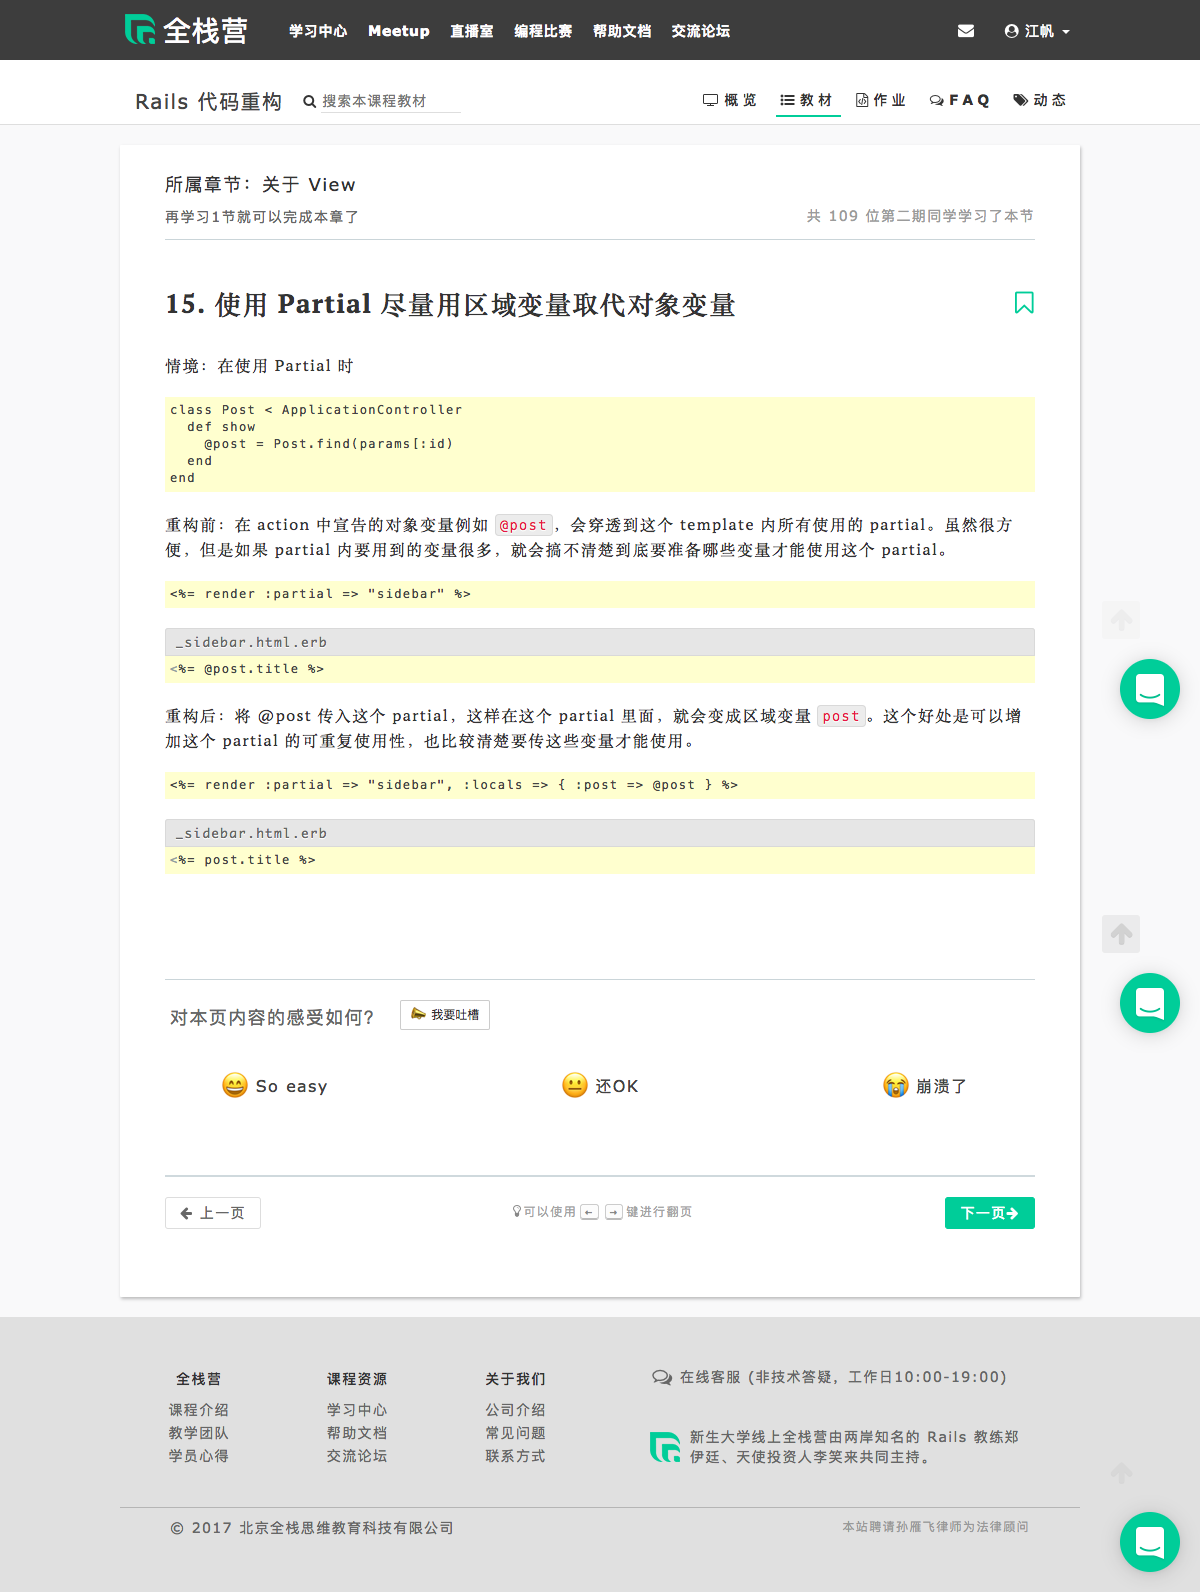 全栈营 学习中心 Meetup 直播室 编程比赛 帮助文档 交流论坛 江帆
Rails 代码重构 搜索本课程教材 概览 教材 作业 FAQ 动态
所属章节：关于 View
再学习1节就可以完成本章了 共 109 位第二期同学学习了本节
15. 使用 Partial 尽量用区域变量取代对象变量
情境：在使用 Partial 时
class Post < ApplicationController
  def show
    @post = Post.find(params[:id)
  end
end
重构前：在 action 中宣告的对象变量例如 @post，会穿透到这个 template 内所有使用的 partial。虽然很方
便，但是如果 partial 内要用到的变量很多，就会搞不清楚到底要准备哪些变量才能使用这个 partial。
<%= render :partial => "sidebar" %>
_sidebar.html.erb
<%= @post.title %>
重构后：将 @post 传入这个 partial，这样在这个 partial 里面，就会变成区域变量 post。这个好处是可以增
加这个 partial 的可重复使用性，也比较清楚要传这些变量才能使用。
<%= render :partial => "sidebar", :locals => { :post => @post } %>
_sidebar.html.erb
<%= post.title %>
对本页内容的感受如何？ 我要吐槽
So easy 还OK 崩溃了
← 上一页 可以使用 ← → 键进行翻页 下一页→
全栈营 课程资源 关于我们 在线客服 (非技术答疑，工作日10:00-19:00)
课程介绍 学习中心 公司介绍
教学团队 帮助文档 常见问题 新生大学线上全栈营由两岸知名的 Rails 教练郑
学员心得 交流论坛 联系方式 伊廷、天使投资人李笑来共同主持。
© 2017 北京全栈思维教育科技有限公司 本站聘请孙雁飞律师为法律顾问